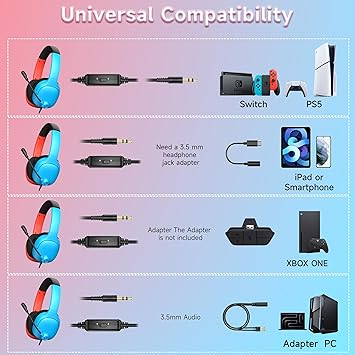 Universal Compatibility
Switch
PS5
Need a 3.5 mm
headphone
jack adapter
iPad or
Smartphone
Adapter The Adapter
is not included
XBOX ONE
3.5mm Audio
Adapter PC